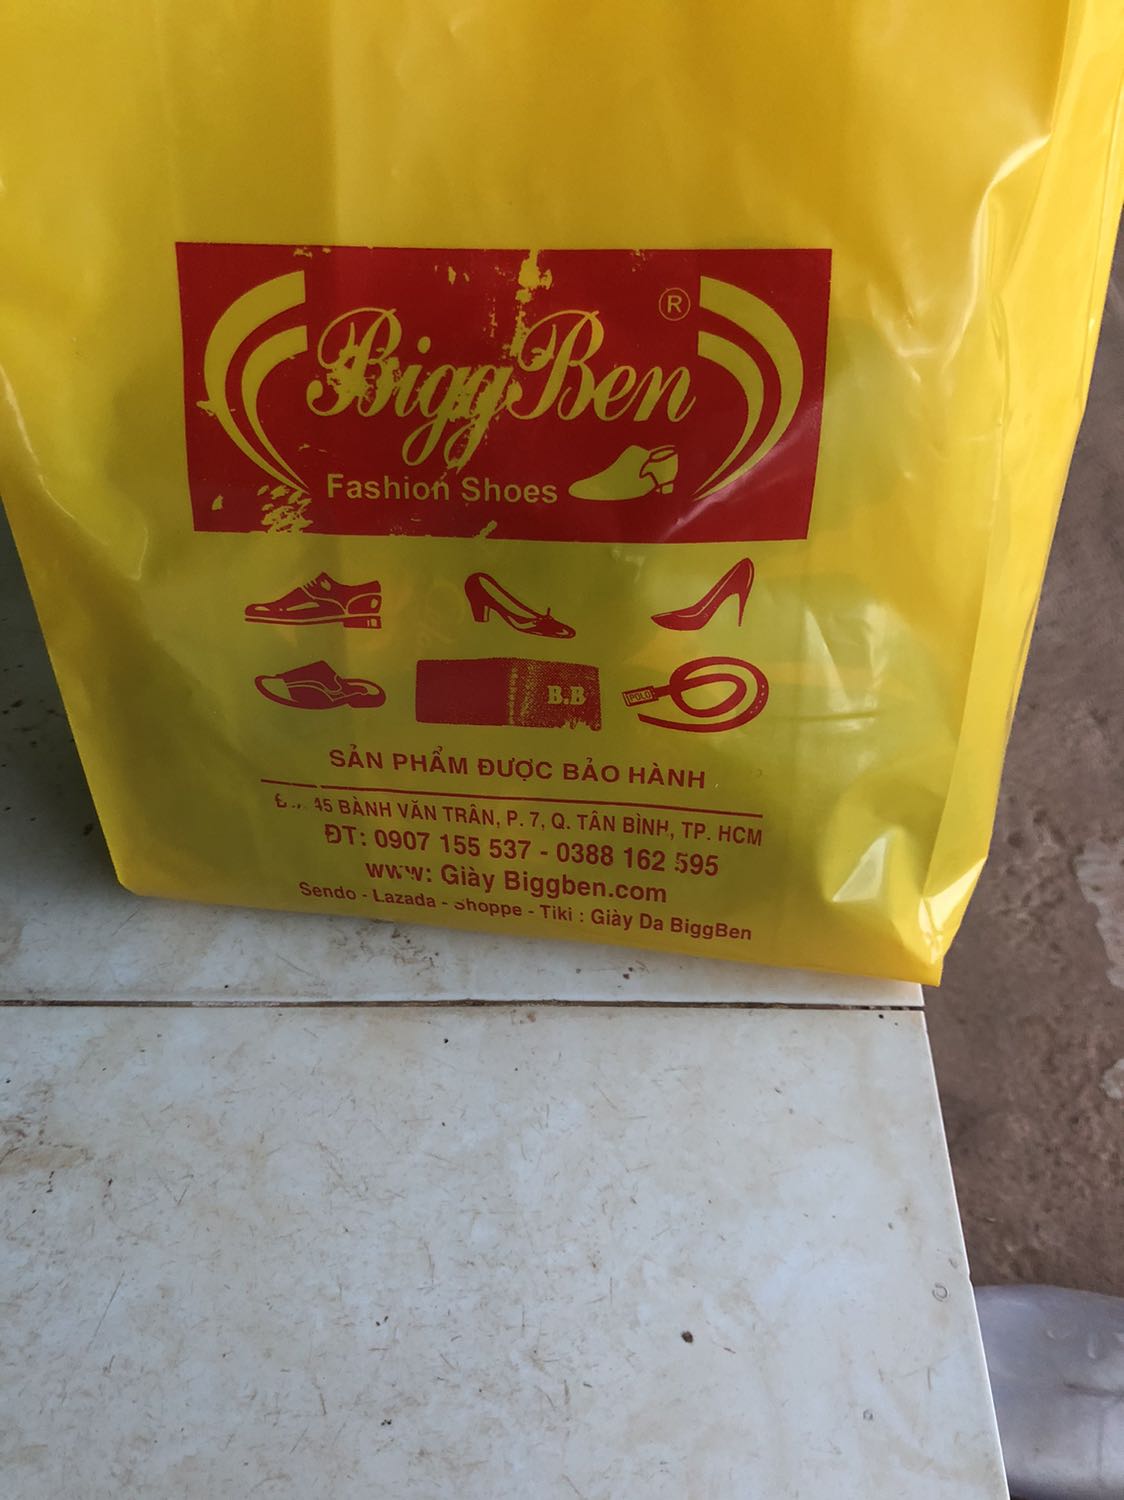 BiggBen ®
Fashion Shoes
B.B
POLO
SẢN PHẨM ĐƯỢC BẢO HÀNH
45 BÀNH VĂN TRÂN, P. 7, Q. TÂN BÌNH, TP. HCM
ĐT: 0907 155 537 - 0388 162 595
www: Giày Biggben.com
Sendo - Lazada - Shoppe - Tiki : Giày Da BiggBen